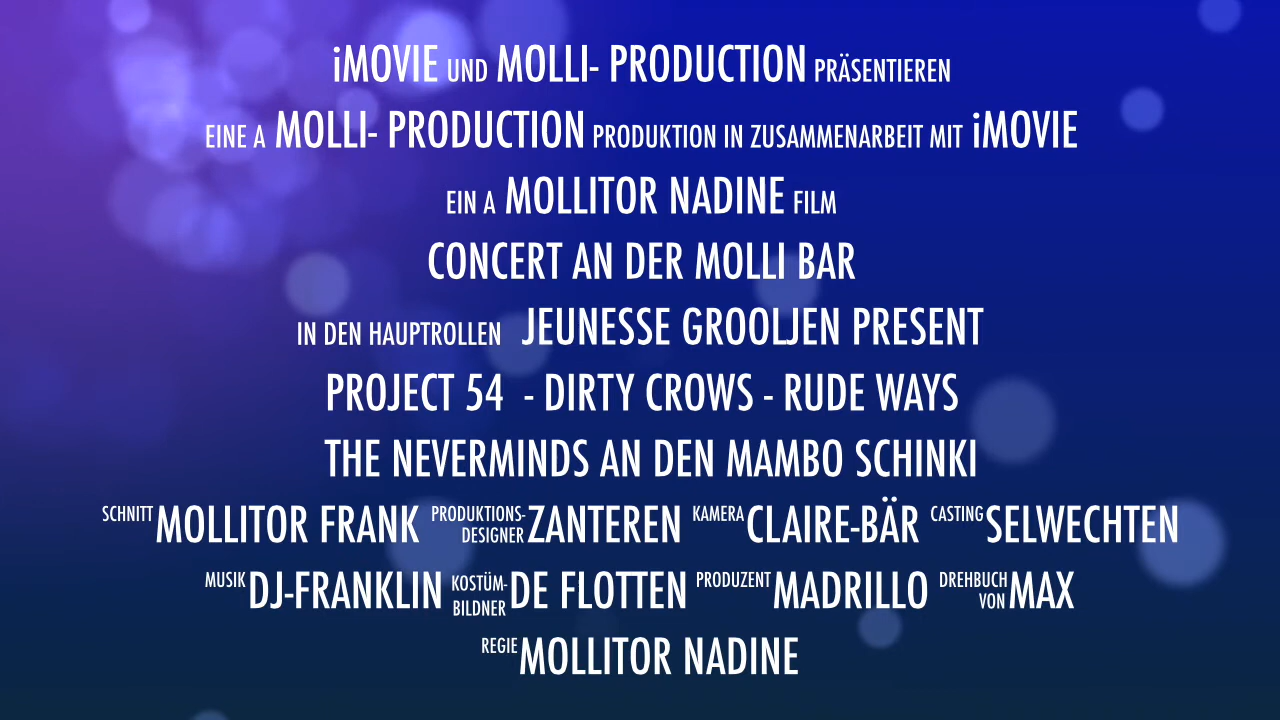 iMOVIE UND MOLLI- PRODUCTION PRÄSENTIEREN
EINE A MOLLI- PRODUCTION PRODUKTION IN ZUSAMMENARBEIT MIT iMOVIE
EIN A MOLLITOR NADINE FILM
CONCERT AN DER MOLLI BAR
IN DEN HAUPTROLLEN JEUNESSE GROOLJEN PRESENT
PROJECT 54 - DIRTY CROWS - RUDE WAYS
THE NEVERMINDS AN DEN MAMBO SCHINKI
SCHNITT MOLLITOR FRANK PRODUKTIONS-DESIGNER ZANTEREN KAMERA CLAIRE-BÄR CASTING SELWECHTEN
MUSIK DJ-FRANKLIN KOSTÜM-BILDNER DE FLOTTEN PRODUZENT MADRILLO DREHBUCH VON MAX
REGIE MOLLITOR NADINE